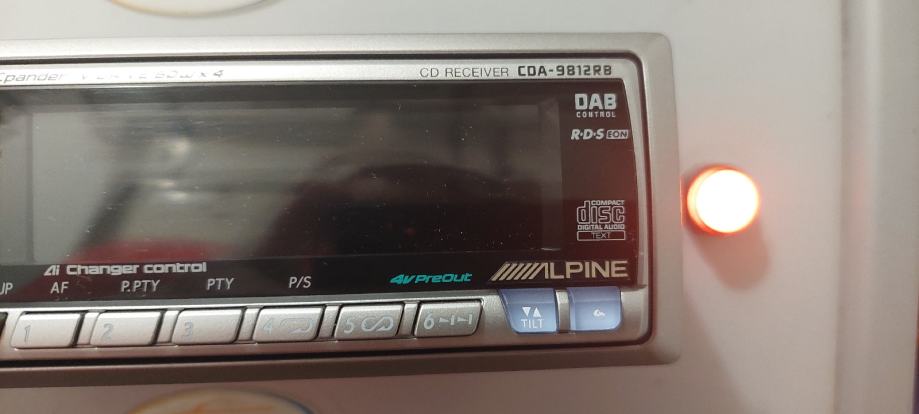 CD RECEIVER CDA-9812RB
DAB
CONTROL
R·D·S EON
COMPACT
disc
DIGITAL AUDIO
TEXT
Ai Changer control
4V PreOut
ALPINE
UP AF P.PTY PTY P/S
1 2 3 4 5 6
TILT